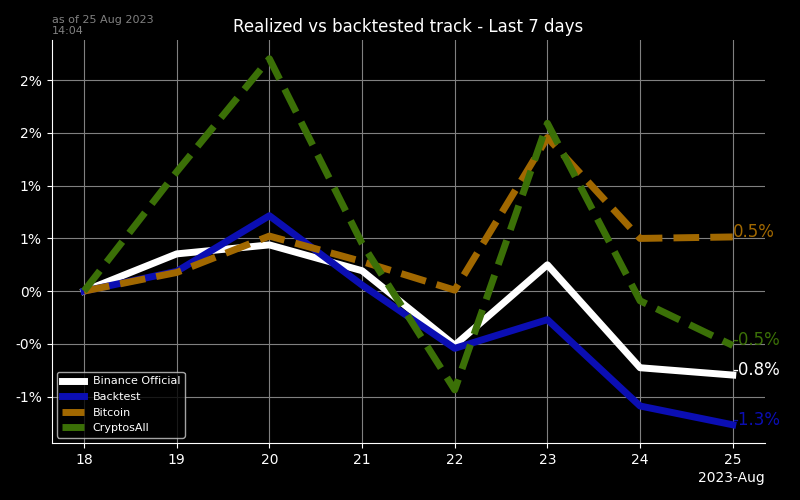 as of 25 Aug 2023
14:04
Realized vs backtested track - Last 7 days
2%
2%
1%
1%
0%
-0%
-1%
0.5%
-0.5%
-0.8%
-1.3%
Binance Official
Backtest
Bitcoin
CryptosAll
18 19 20 21 22 23 24 25
2023-Aug